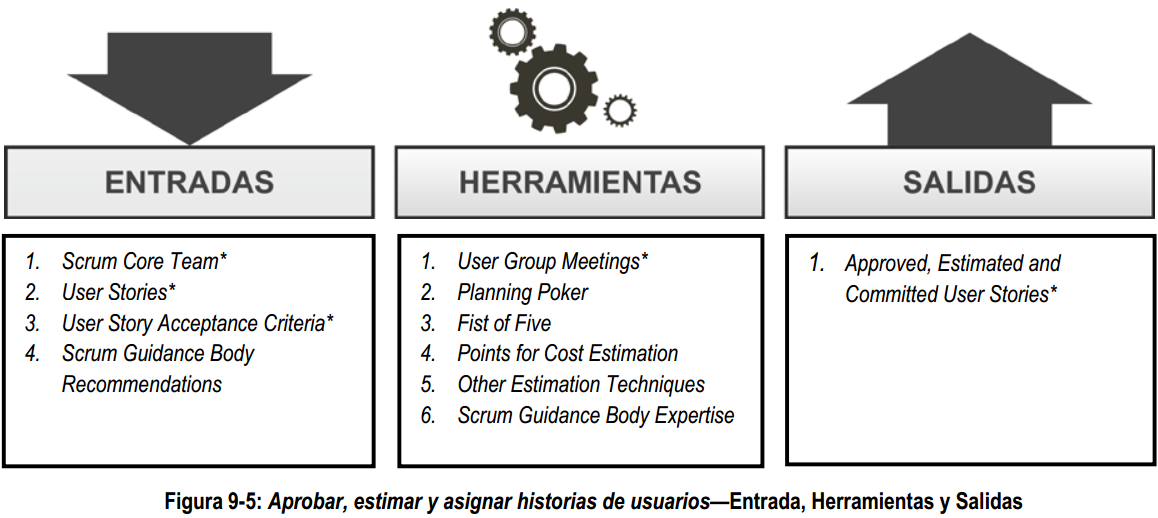 ENTRADAS
1. Scrum Core Team*
2. User Stories*
3. User Story Acceptance Criteria*
4. Scrum Guidance Body
Recommendations
HERRAMIENTAS
1. User Group Meetings*
2. Planning Poker
3. Fist of Five
4. Points for Cost Estimation
5. Other Estimation Techniques
6. Scrum Guidance Body Expertise
SALIDAS
1. Approved, Estimated and
Committed User Stories*
Figura 9-5: Aprobar, estimar y asignar historias de usuarios—Entrada, Herramientas y Salidas